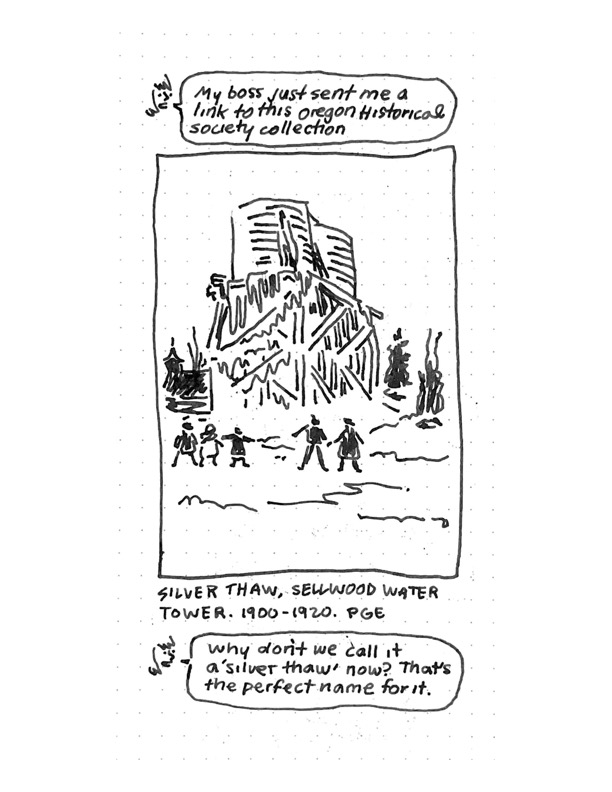 My boss just sent me a
link to this Oregon Historical
society collection
SILVER THAW, SELLWOOD WATER
TOWER. 1900-1920. PGE
Why don't we call it
a 'silver thaw' now? That's
the perfect name for it.